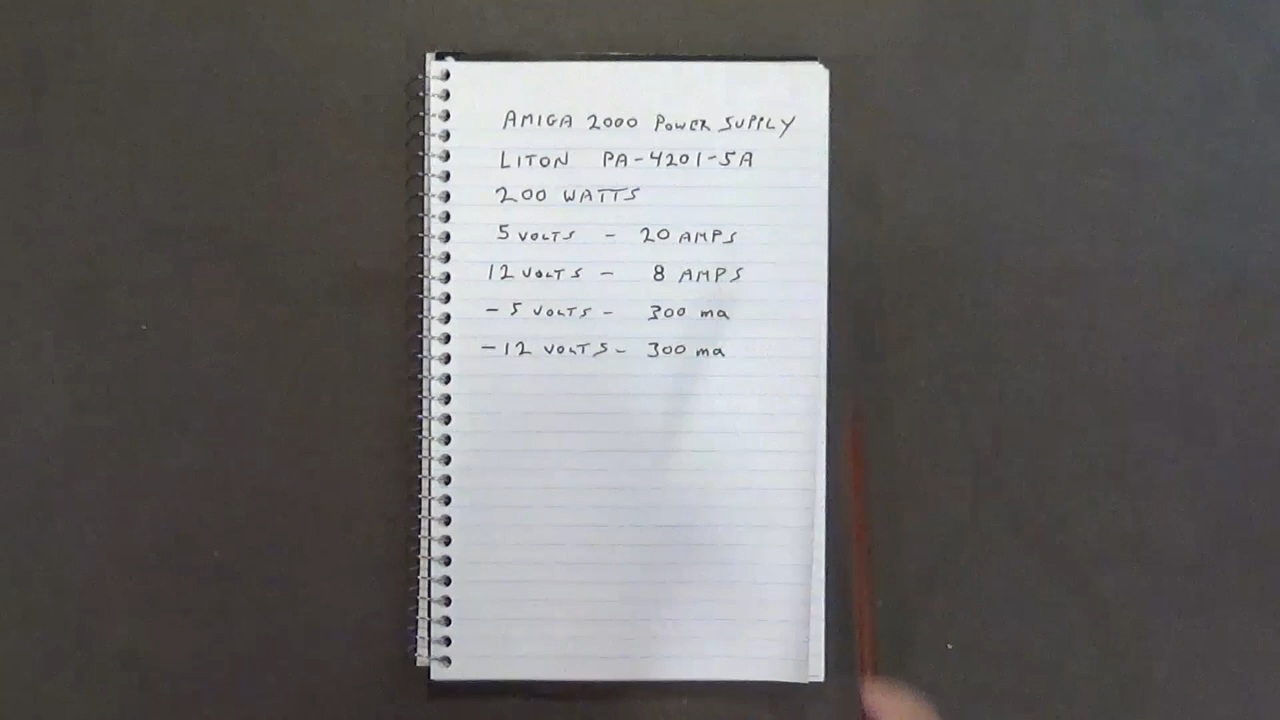 AMIGA 2000 POWER SUPPLY
LITON PA-4201-5A
200 WATTS
5 VOLTS - 20 AMPS
12 VOLTS - 8 AMPS
-5 VOLTS - 300 ma
-12 VOLTS - 300 ma